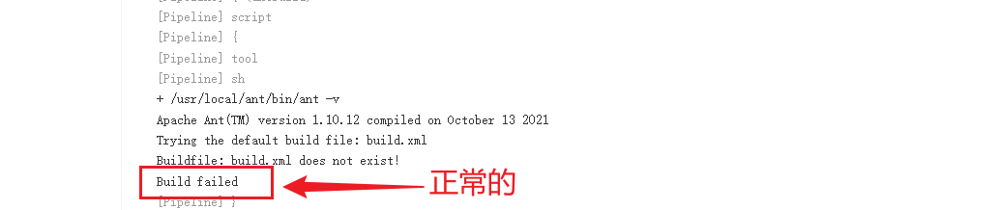 [Pipeline] script
[Pipeline] {
[Pipeline] tool
[Pipeline] sh
+ /usr/local/ant/bin/ant -v
Apache Ant(TM) version 1.10.12 compiled on October 13 2021
Trying the default build file: build.xml
Buildfile: build.xml does not exist!
Build failed
正常的
[Pipeline] }